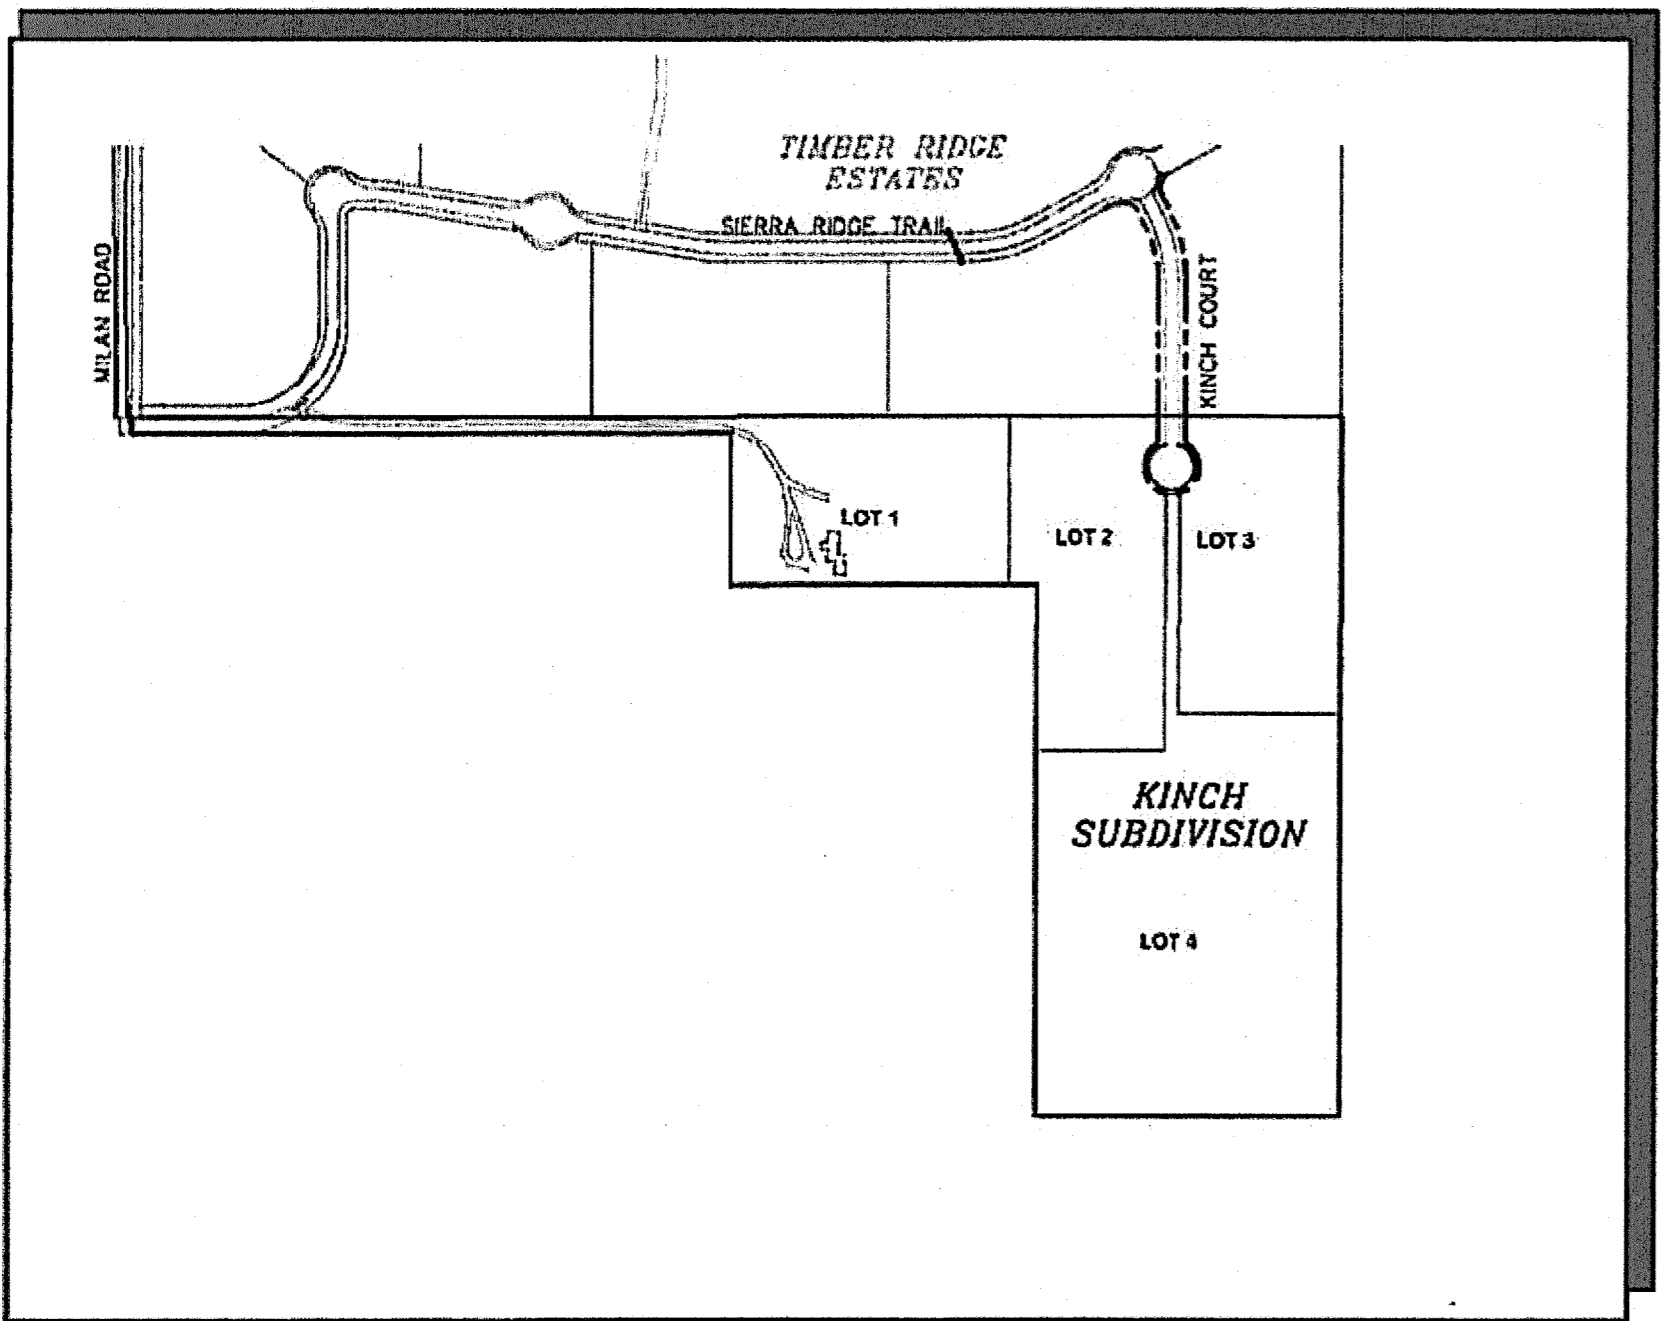 TIMBER RIDGE
ESTATES
SIERRA RIDGE TRAIL
MILAN ROAD
KINCH COURT
LOT 1
LOT 2
LOT 3
KINCH
SUBDIVISION
LOT 4